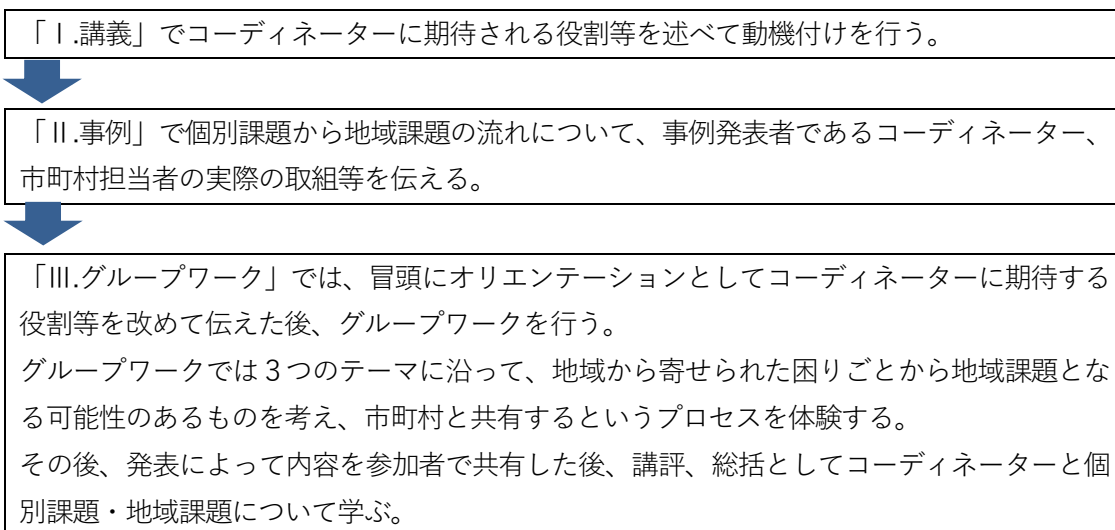 「Ⅰ.講義」でコーディネーターに期待される役割等を述べて動機付けを行う。
「Ⅱ.事例」で個別課題から地域課題の流れについて、事例発表者であるコーディネーター、
市町村担当者の実際の取組等を伝える。
「Ⅲ.グループワーク」では、冒頭にオリエンテーションとしてコーディネーターに期待する
役割等を改めて伝えた後、グループワークを行う。
グループワークでは３つのテーマに沿って、地域から寄せられた困りごとから地域課題とな
る可能性のあるものを考え、市町村と共有するというプロセスを体験する。
その後、発表によって内容を参加者で共有した後、講評、総括としてコーディネーターと個
別課題・地域課題について学ぶ。